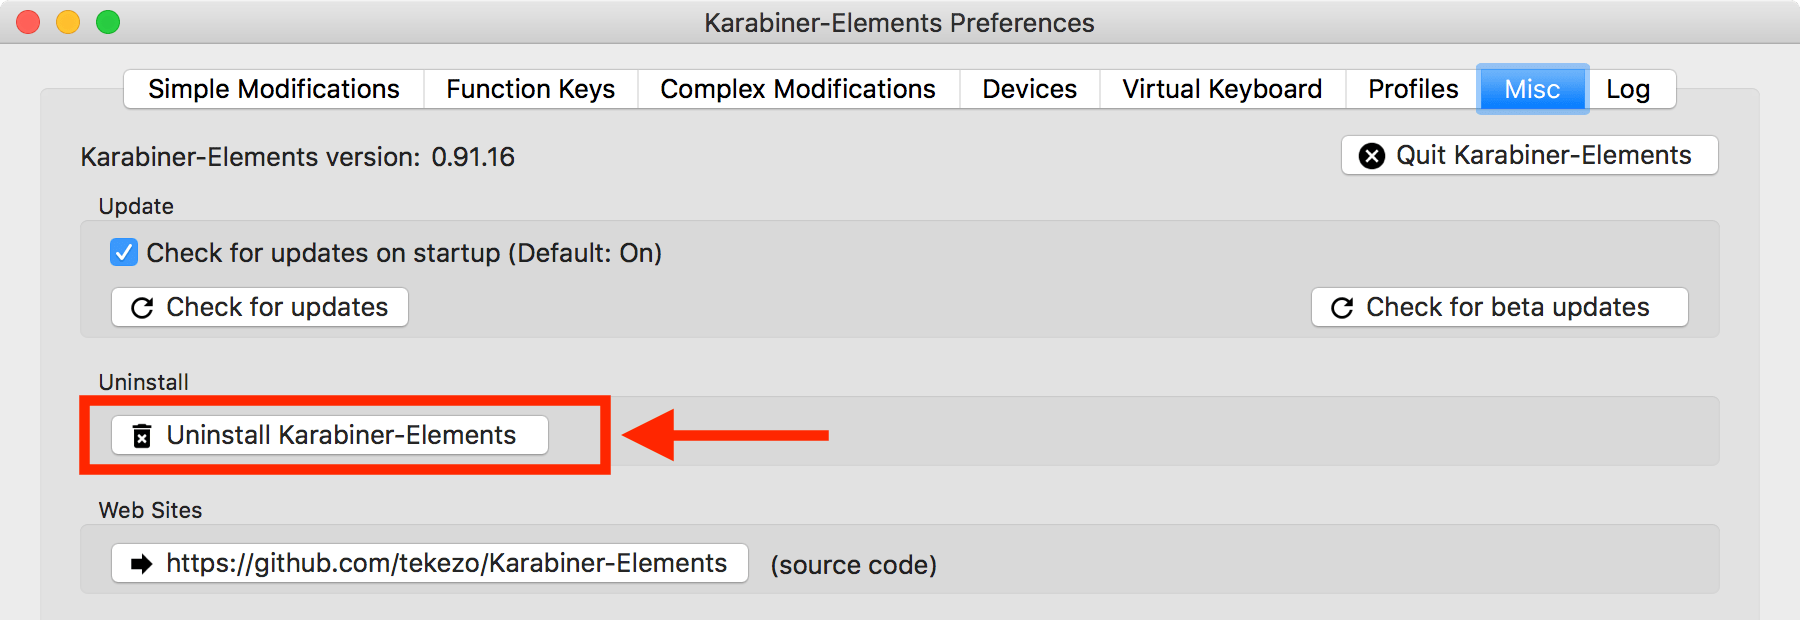 Karabiner-Elements Preferences
Simple Modifications Function Keys Complex Modifications Devices Virtual Keyboard Profiles Misc Log
Karabiner-Elements version: 0.91.16 Quit Karabiner-Elements
Update
Check for updates on startup (Default: On)
Check for updates Check for beta updates
Uninstall
Uninstall Karabiner-Elements
Web Sites
https://github.com/tekezo/Karabiner-Elements (source code)